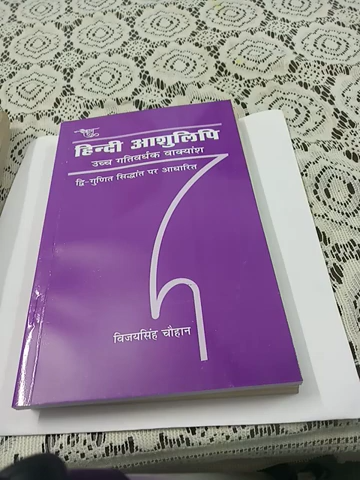 हिन्दी आशुलिपि
उच्च गतिवर्धक वाक्यांश
द्वि-गुणित सिद्धांत पर आधारित
विजयसिंह चौहान